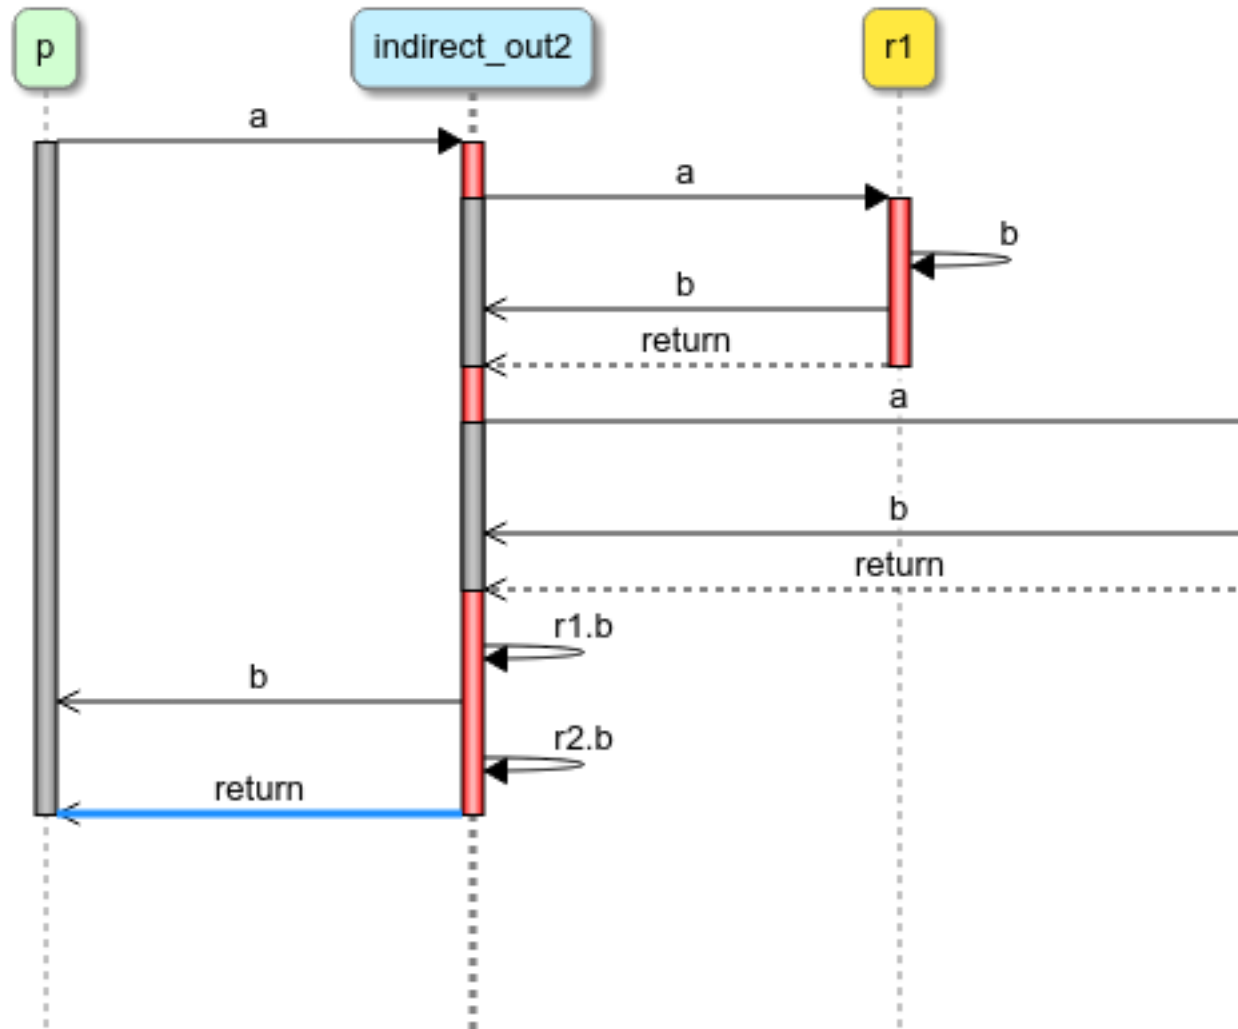 p
indirect_out2
r1
a
a
b
b
return
a
b
return
r1.b
b
r2.b
return